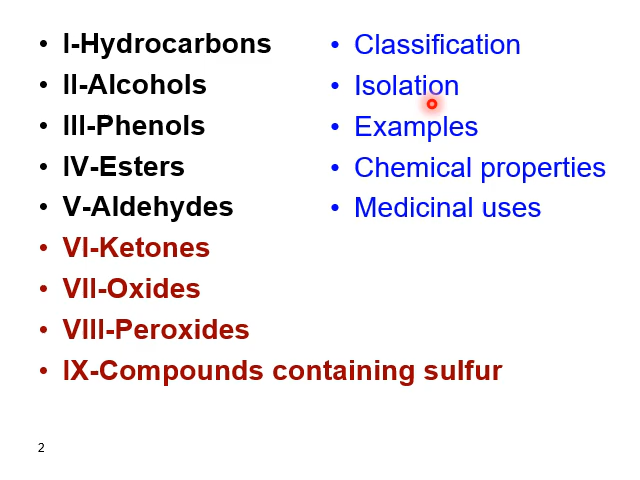 • I-Hydrocarbons
• II-Alcohols
• III-Phenols
• IV-Esters
• V-Aldehydes
• VI-Ketones
• VII-Oxides
• VIII-Peroxides
• IX-Compounds containing sulfur
• Classification
• Isolation
• Examples
• Chemical properties
• Medicinal uses
2